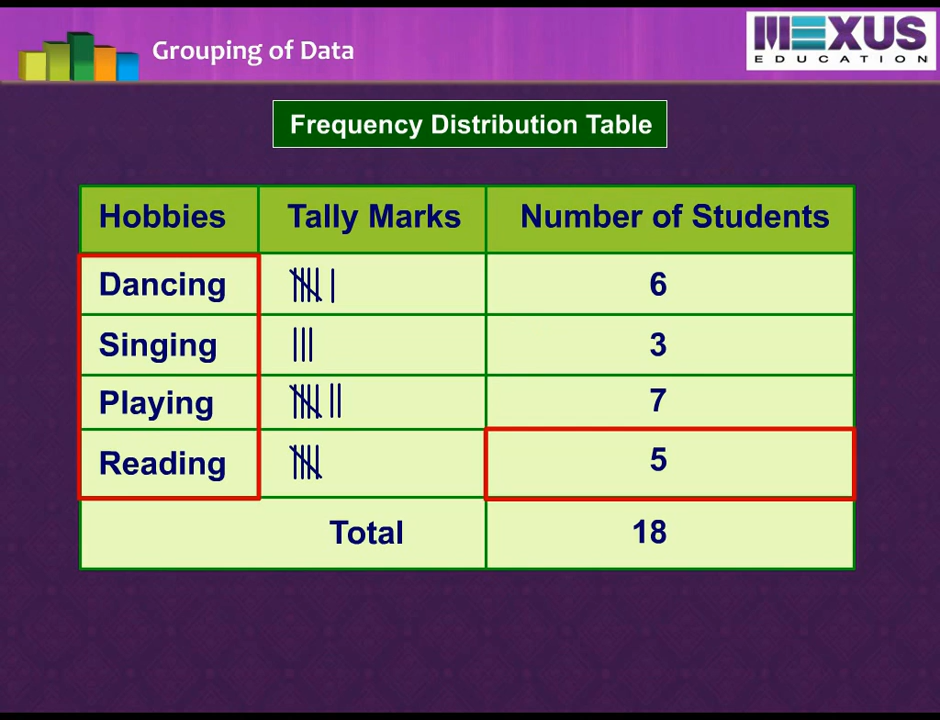 Grouping of Data
MEXUS
EDUCATION
Frequency Distribution Table
Hobbies Tally Marks Number of Students
Dancing 6
Singing 3
Playing 7
Reading 5
Total 18